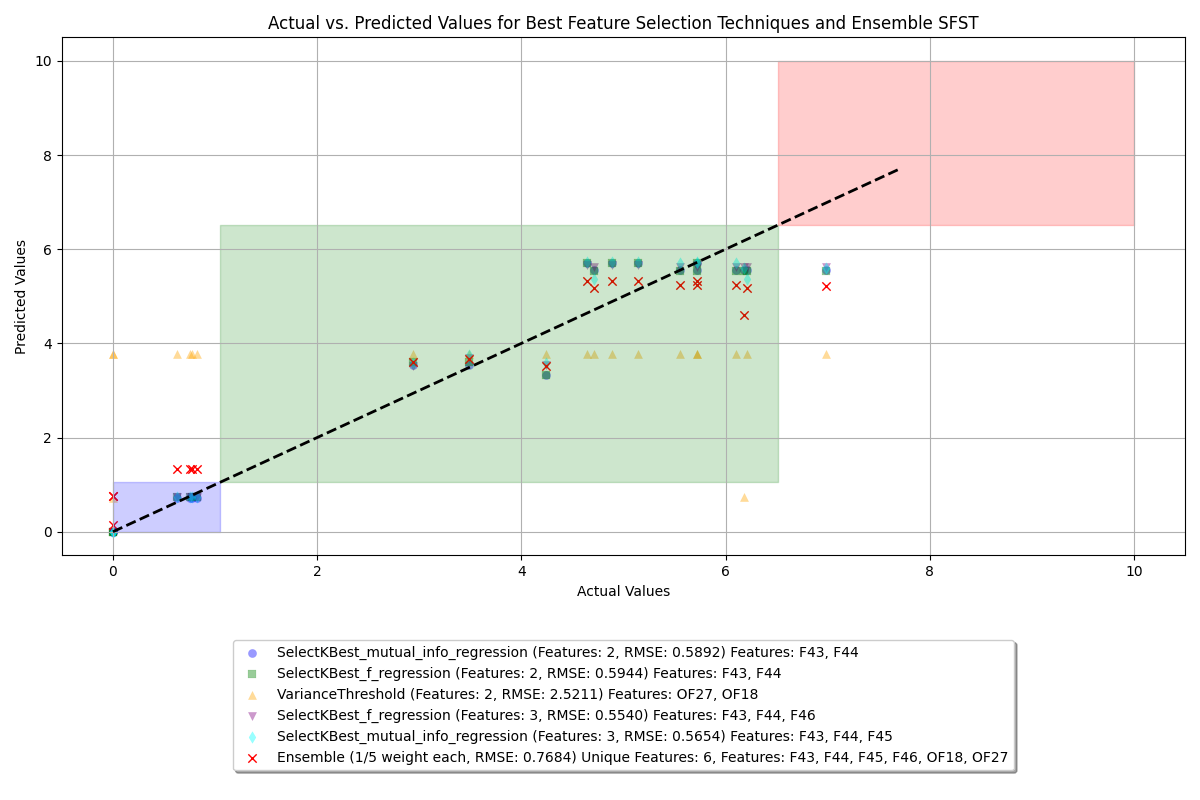 Actual vs. Predicted Values for Best Feature Selection Techniques and Ensemble SFST
Predicted Values
10
8
6
4
2
0
0 2 4 6 8 10
Actual Values
SelectKBest_mutual_info_regression (Features: 2, RMSE: 0.5892) Features: F43, F44
SelectKBest_f_regression (Features: 2, RMSE: 0.5944) Features: F43, F44
VarianceThreshold (Features: 2, RMSE: 2.5211) Features: OF27, OF18
SelectKBest_f_regression (Features: 3, RMSE: 0.5540) Features: F43, F44, F46
SelectKBest_mutual_info_regression (Features: 3, RMSE: 0.5654) Features: F43, F44, F45
Ensemble (1/5 weight each, RMSE: 0.7684) Unique Features: 6, Features: F43, F44, F45, F46, OF18, OF27